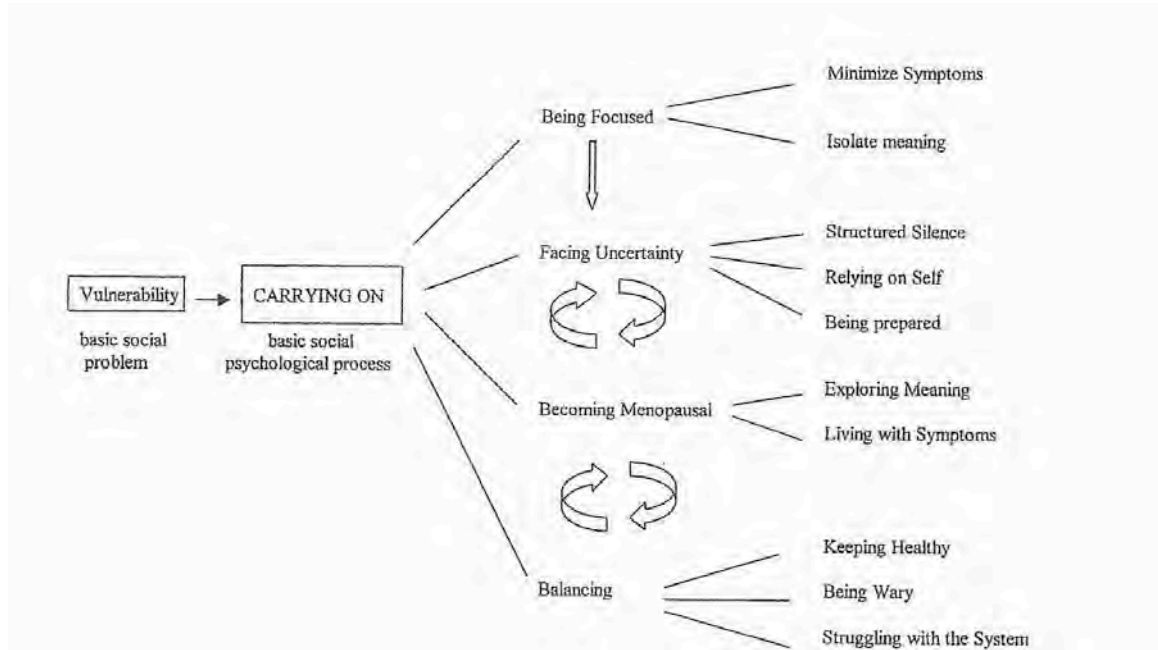 Minimize Symptoms
Being Focused
Isolate meaning
Structured Silence
Facing Uncertainty
Relying on Self
Vulnerability
CARRYING ON
Being prepared
basic social
problem
basic social
psychological process
Exploring Meaning
Becoming Menopausal
Living with Symptoms
Keeping Healthy
Balancing
Being Wary
Struggling with the System